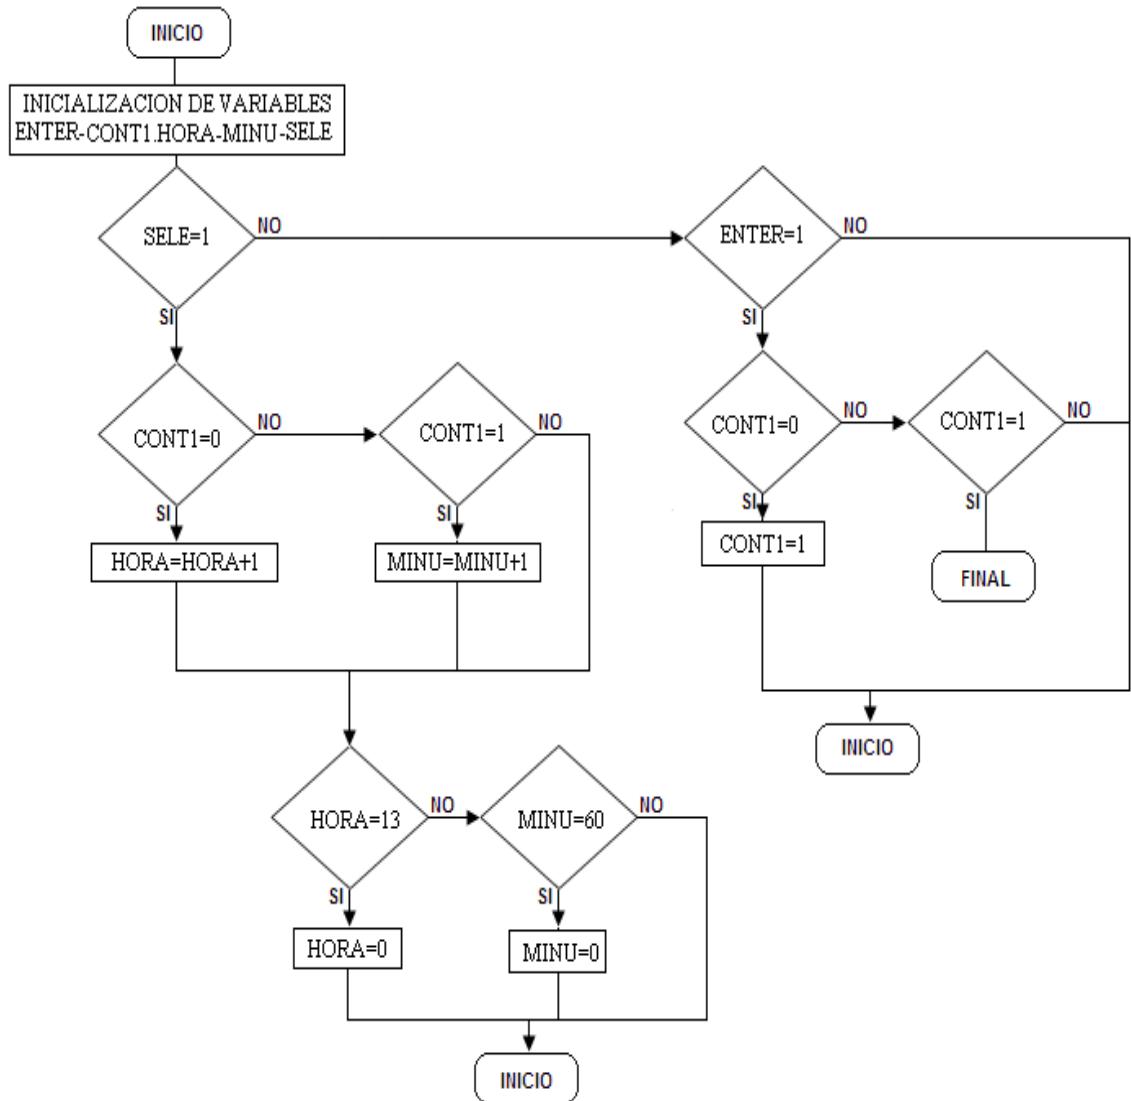 INICIO
INICIALIZACION DE VARIABLES
ENTER-CONT1.HORA-MINU-SELE
SELE=1
NO
SI
ENTER=1
NO
SI
CONT1=0
NO
SI
CONT1=1
NO
SI
CONT1=0
NO
SI
CONT1=1
NO
SI
HORA=HORA+1
MINU=MINU+1
CONT1=1
FINAL
INICIO
HORA=13
NO
SI
MINU=60
NO
SI
HORA=0
MINU=0
INICIO